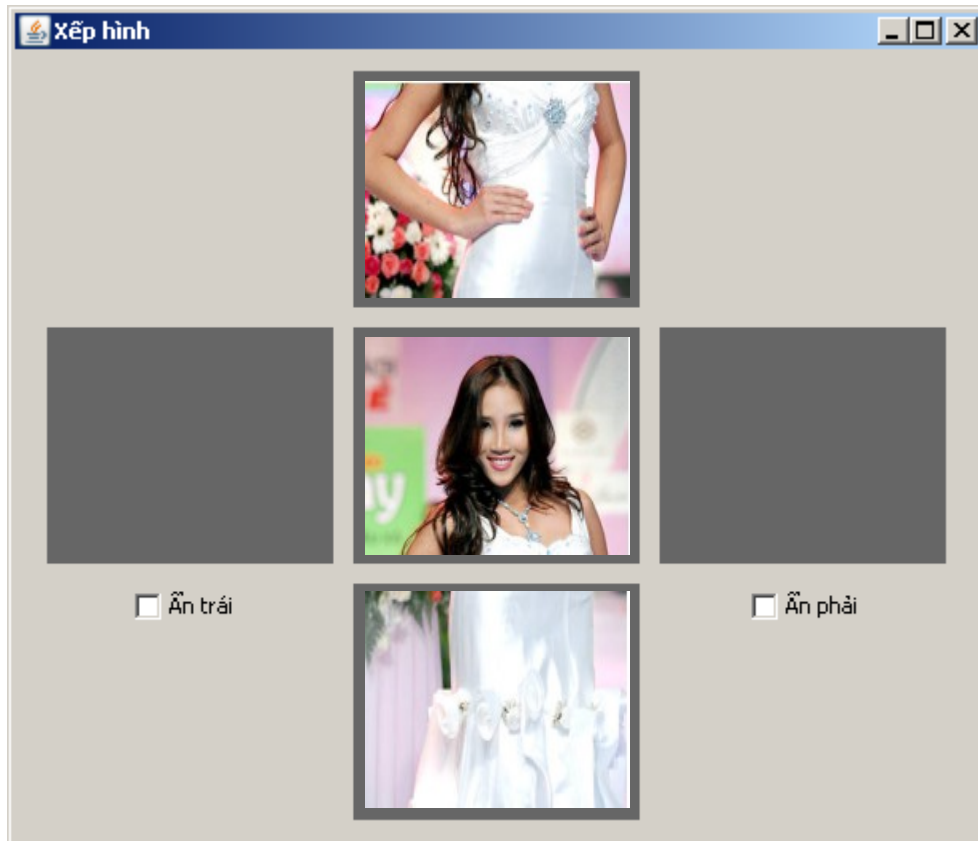 Xếp hình
Ẩn trái
Ẩn phải